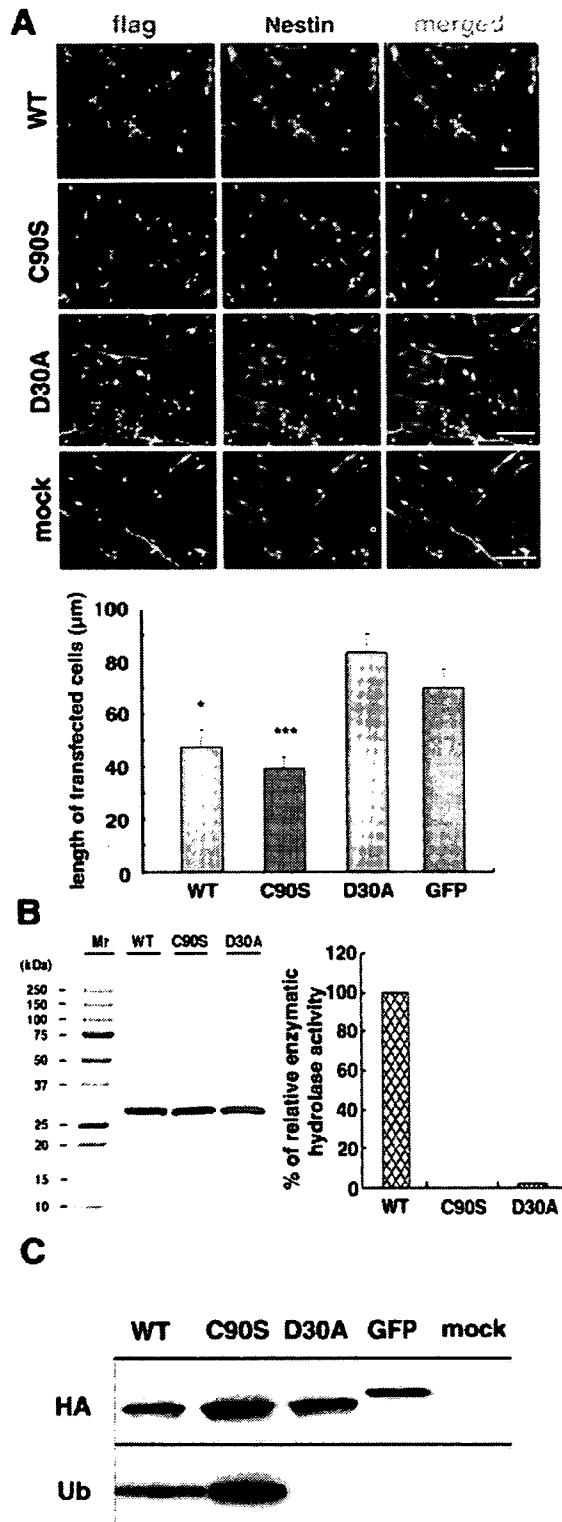 A
flag Nestin merged
WT
C90S
D30A
mock
length of transfected cells (μm)
100
80
60
40
20
0
* ***
WT C90S D30A GFP
B
Mr WT C90S D30A
(kDa)
250
150
100
75
50
37
25
20
15
10
% of relative enzymatic
hydrolase activity
120
100
80
60
40
20
0
WT C90S D30A
C
WT C90S D30A GFP mock
HA
Ub